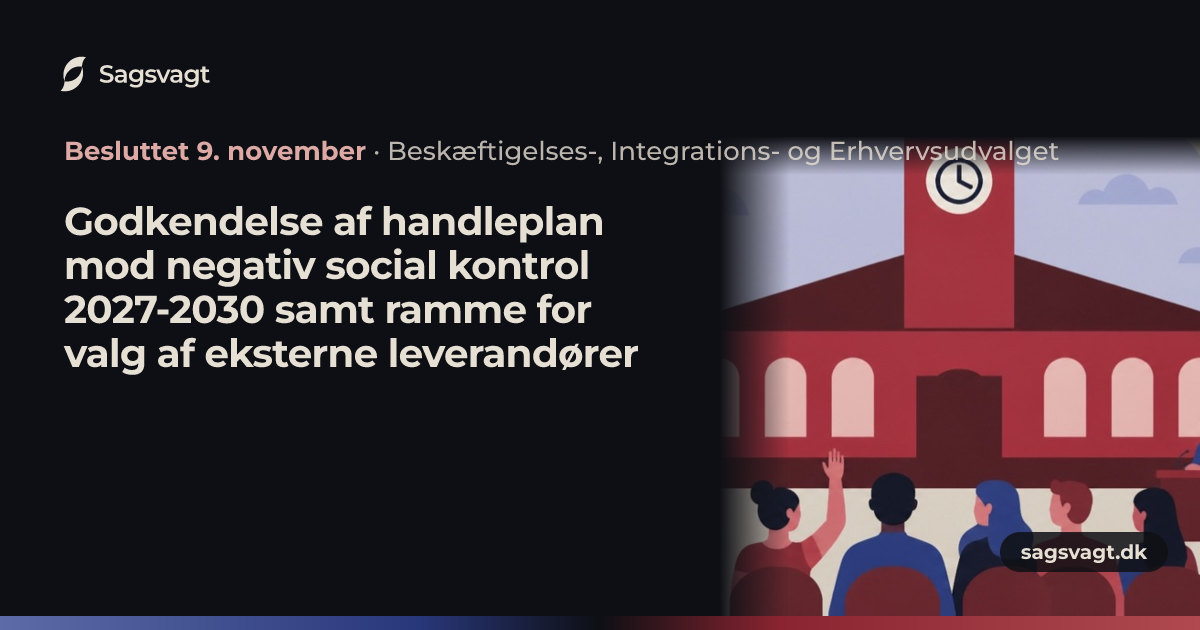 Sagsvagt
Besluttet 9. november · Beskæftigelses-, Integrations- og Erhvervsudvalget
Godkendelse af handleplan
mod negativ social kontrol
2027-2030 samt ramme for
valg af eksterne leverandører
sagsvagt.dk